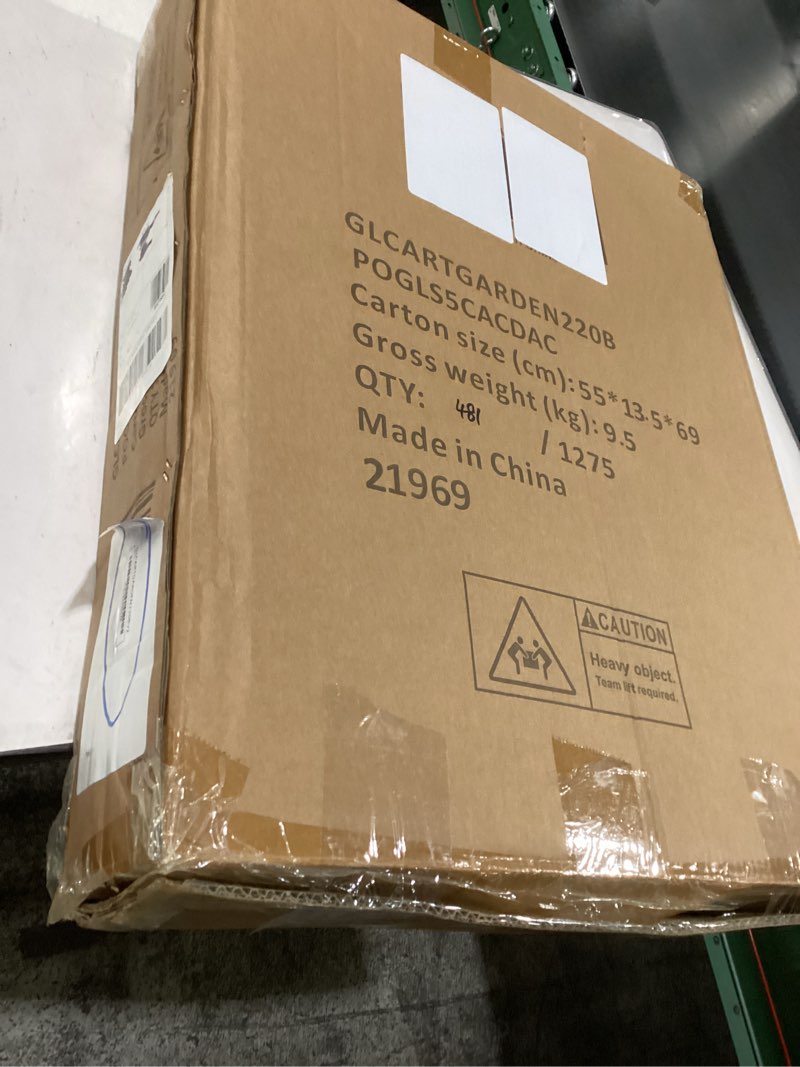 GLCARTGARDEN220B
POGLS5CACDAC
Carton size (cm): 55*13.5*69
Gross weight (kg): 9.5
QTY: 481 / 1275
Made in China
21969
CAUTION
Heavy object.
Team lift required.